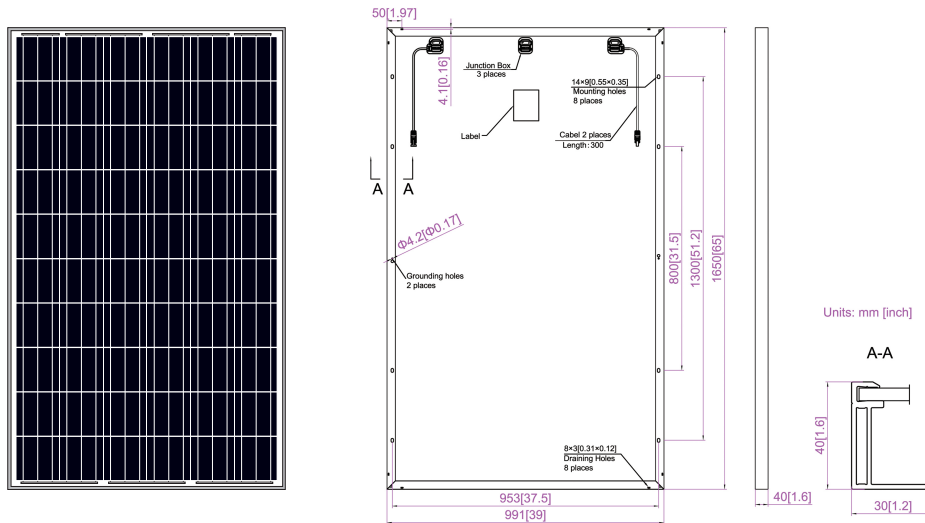 50[1.97]
4.1[0.16]
Junction Box
3 places
14×9[0.55×0.35]
Mounting holes
8 places
Label
Cabel 2 places
Length:300
A
A
Φ4.2[Φ0.17]
Grounding holes
2 places
800[31.5]
1300[51.2]
1650[65]
Units: mm [inch]
A-A
40[1.6]
30[1.2]
8×3[0.31×0.12]
Draining Holes
8 places
953[37.5]
991[39]
40[1.6]